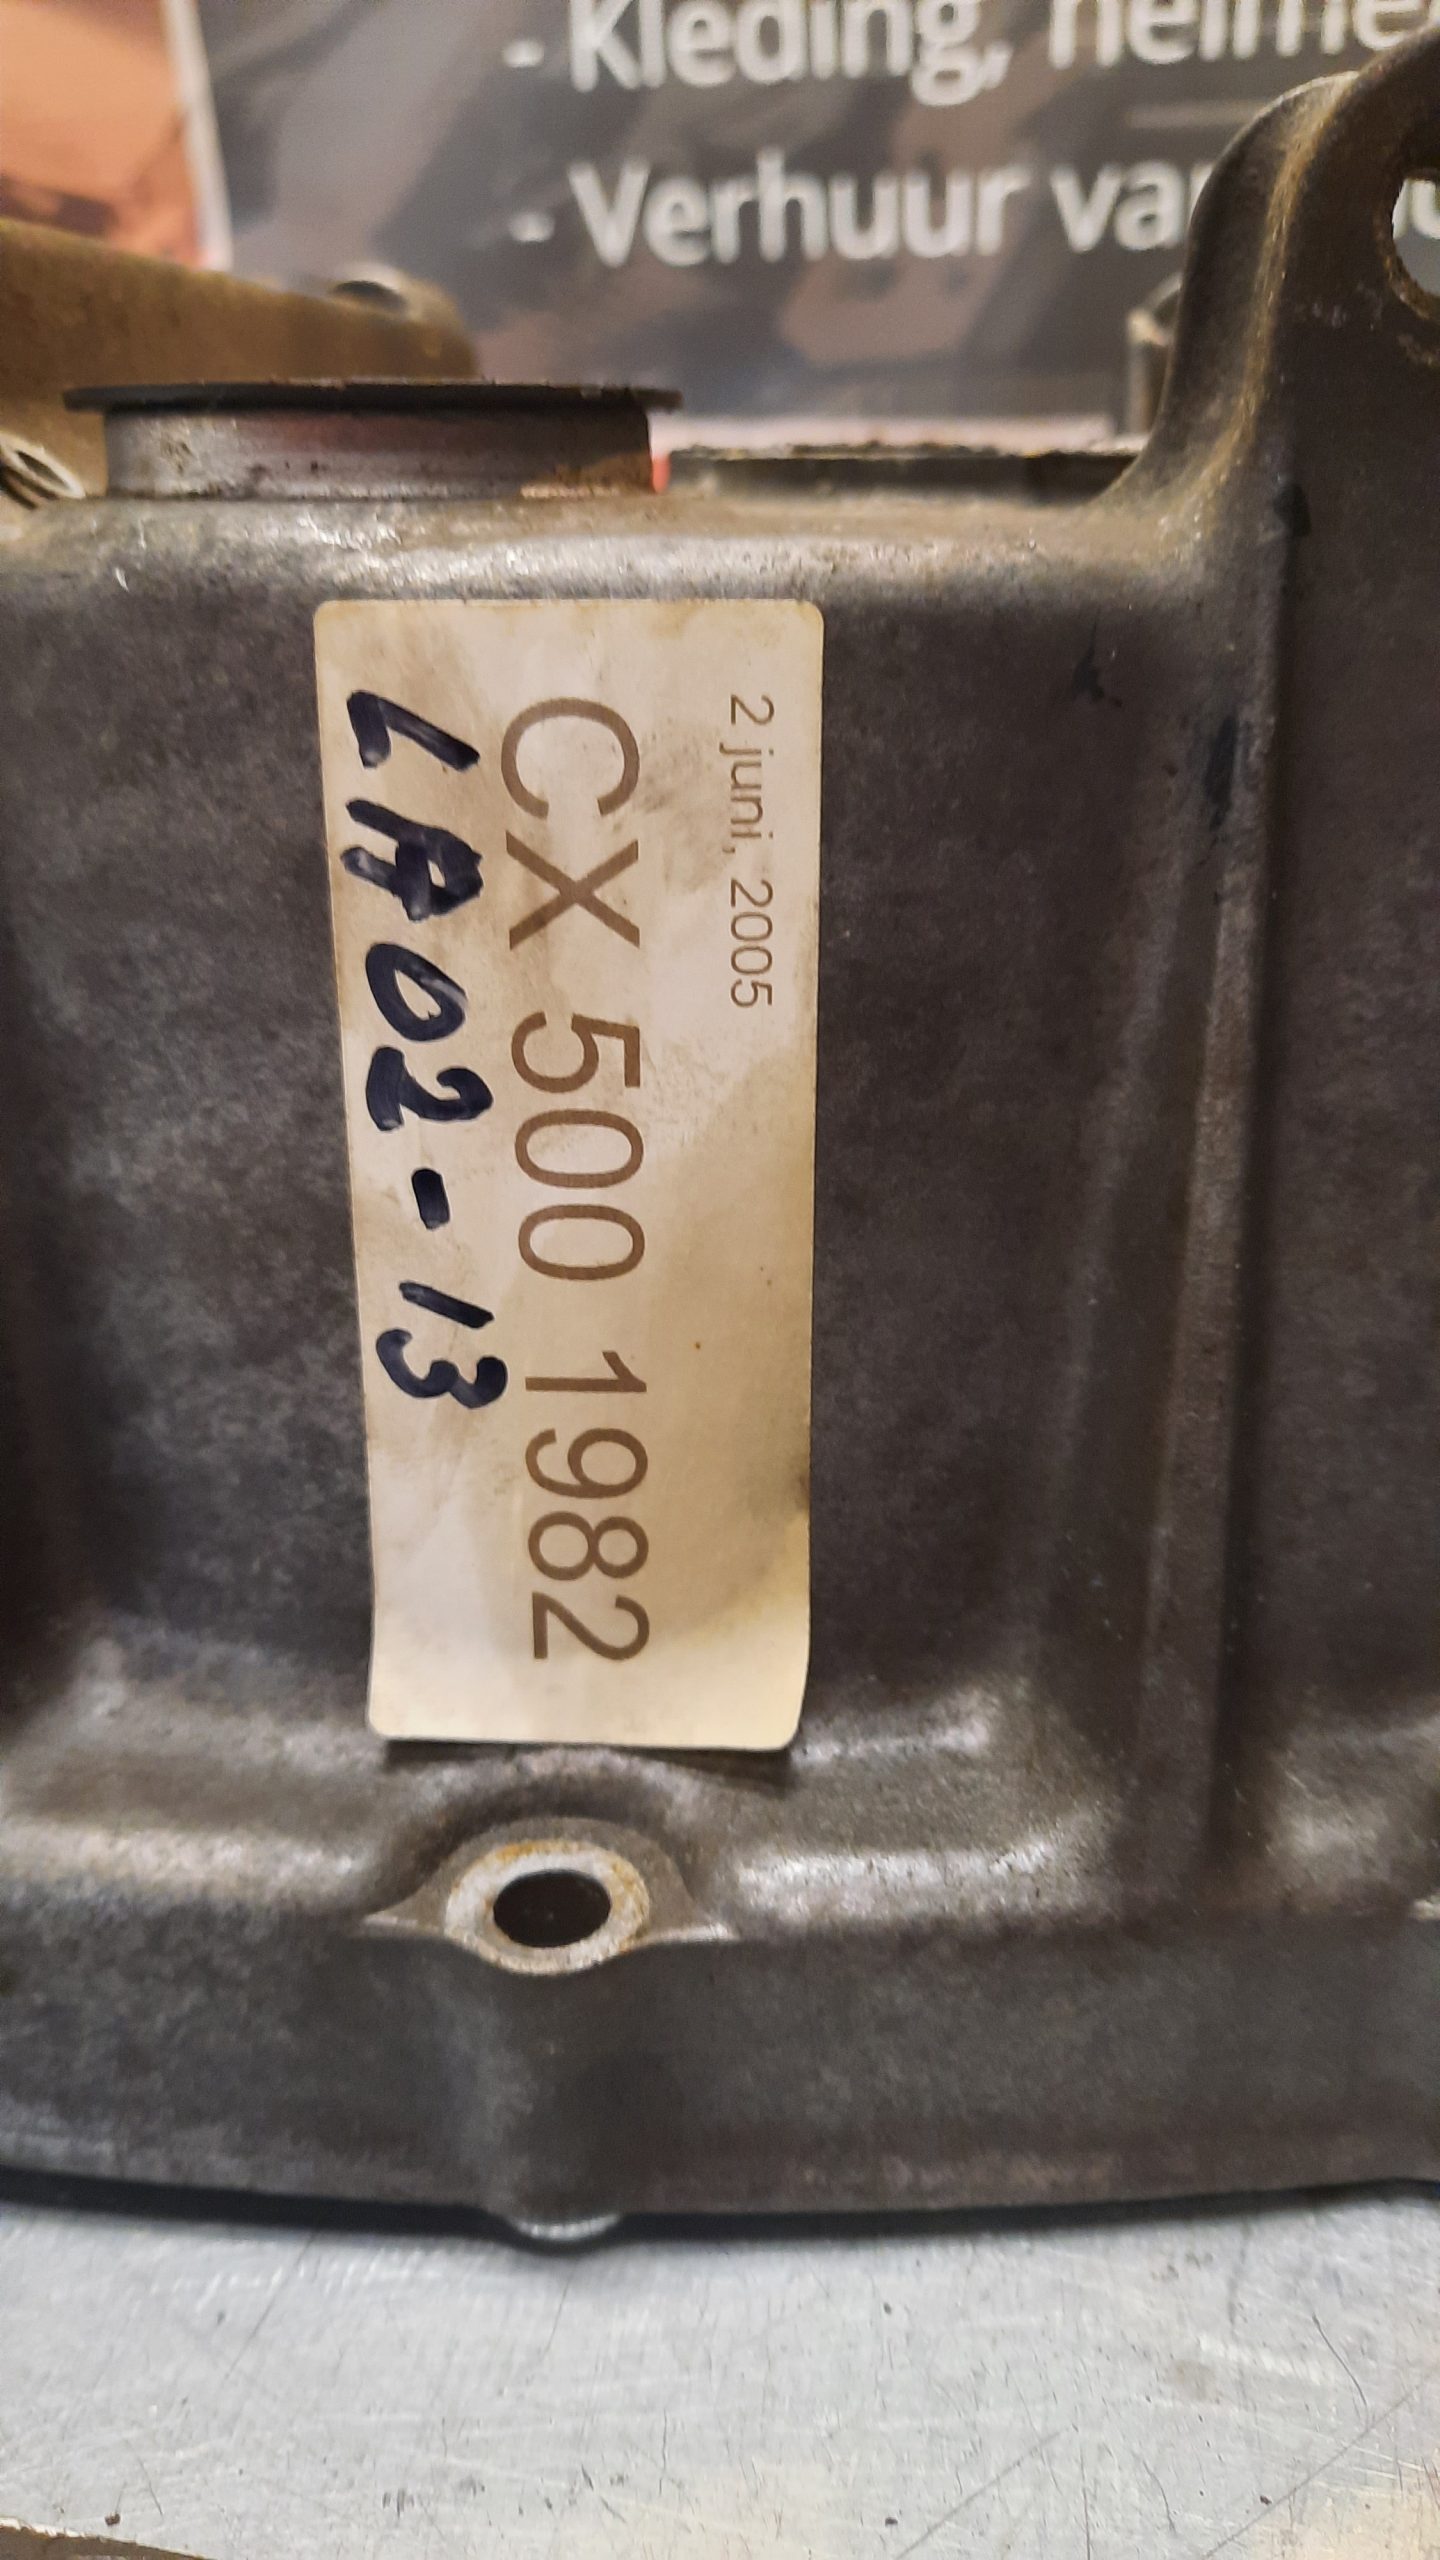 - Kleding,
- Verhuur
2 juni, 2005
CX 500 1982
LA02-13